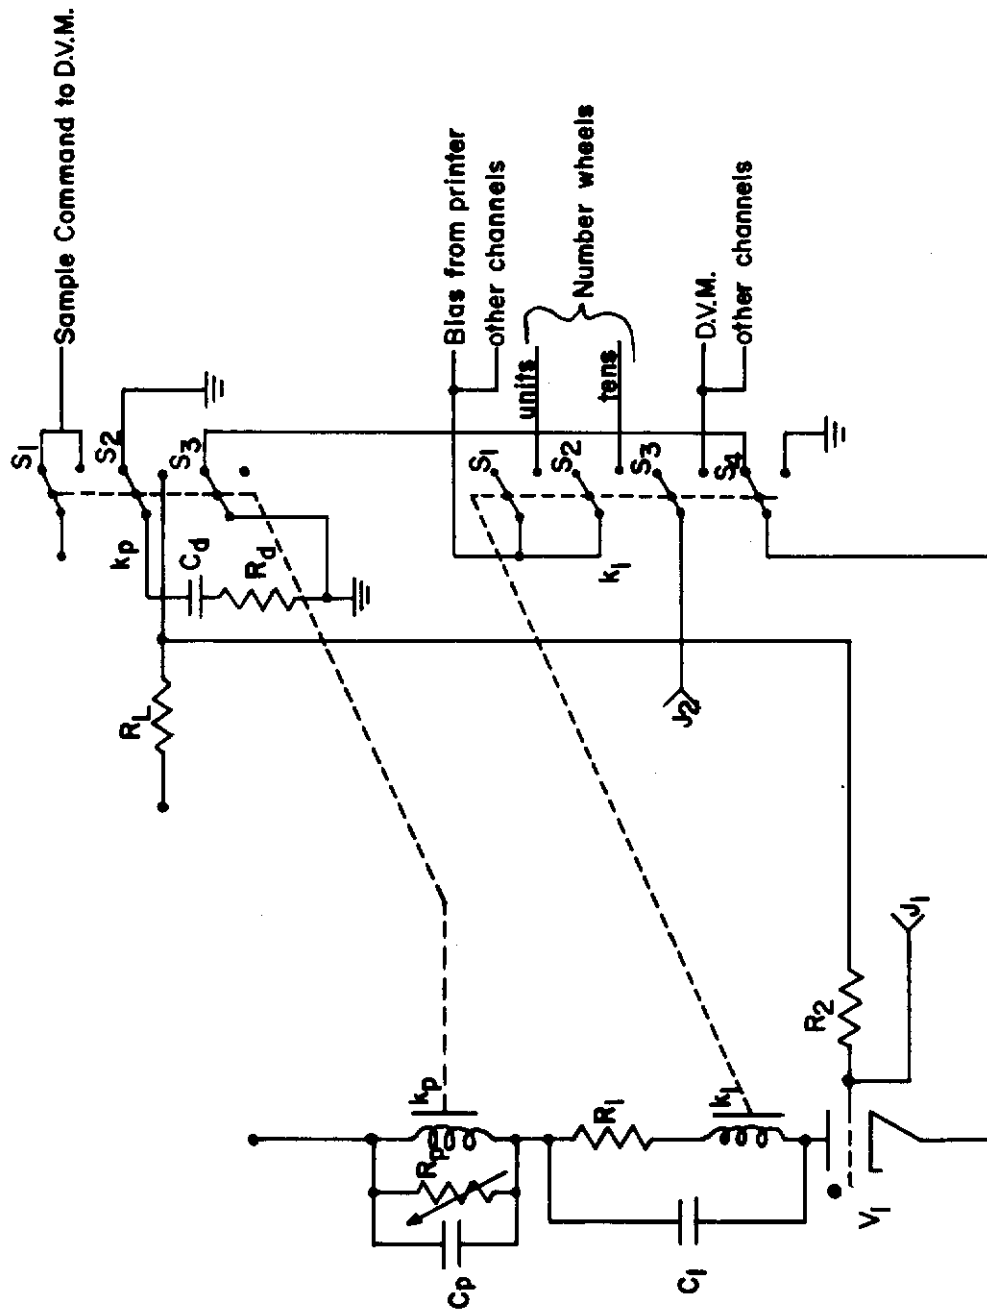 Sample Command to D.V.M.
S1
S2
S3
kp
Cd
Rd
RL
Bias from printer
other channels
units
tens
Number wheels
S1
S2
S3
S4
k1
D.V.M.
other channels
J2
J1
R2
kp
Rp
Cp
R1
k1
C1
V1